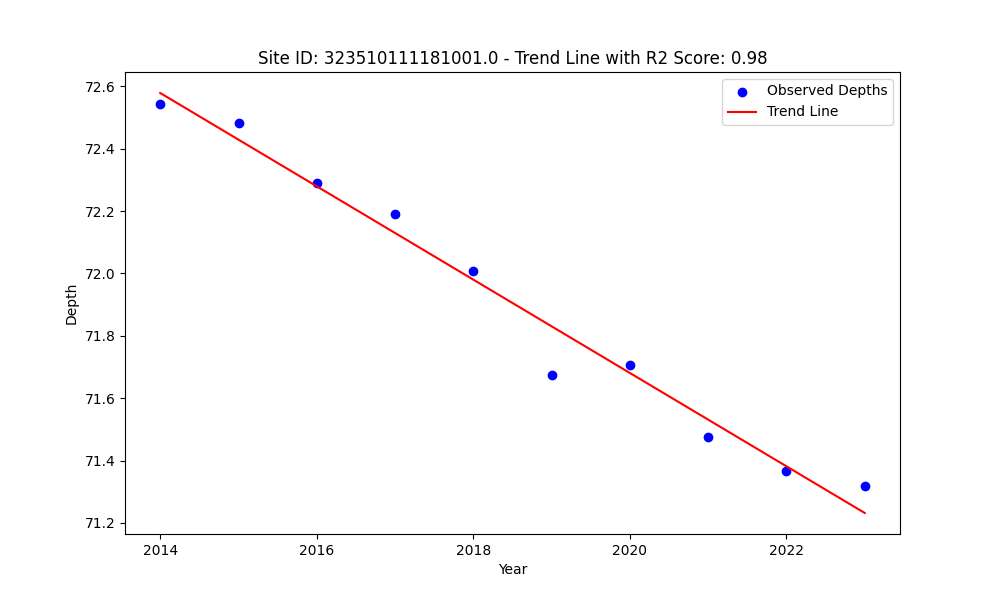 Site ID: 323510111181001.0 - Trend Line with R2 Score: 0.98
Observed Depths
Trend Line
72.6
72.4
72.2
72.0
71.8
71.6
71.4
71.2
Depth
2014 2016 2018 2020 2022
Year